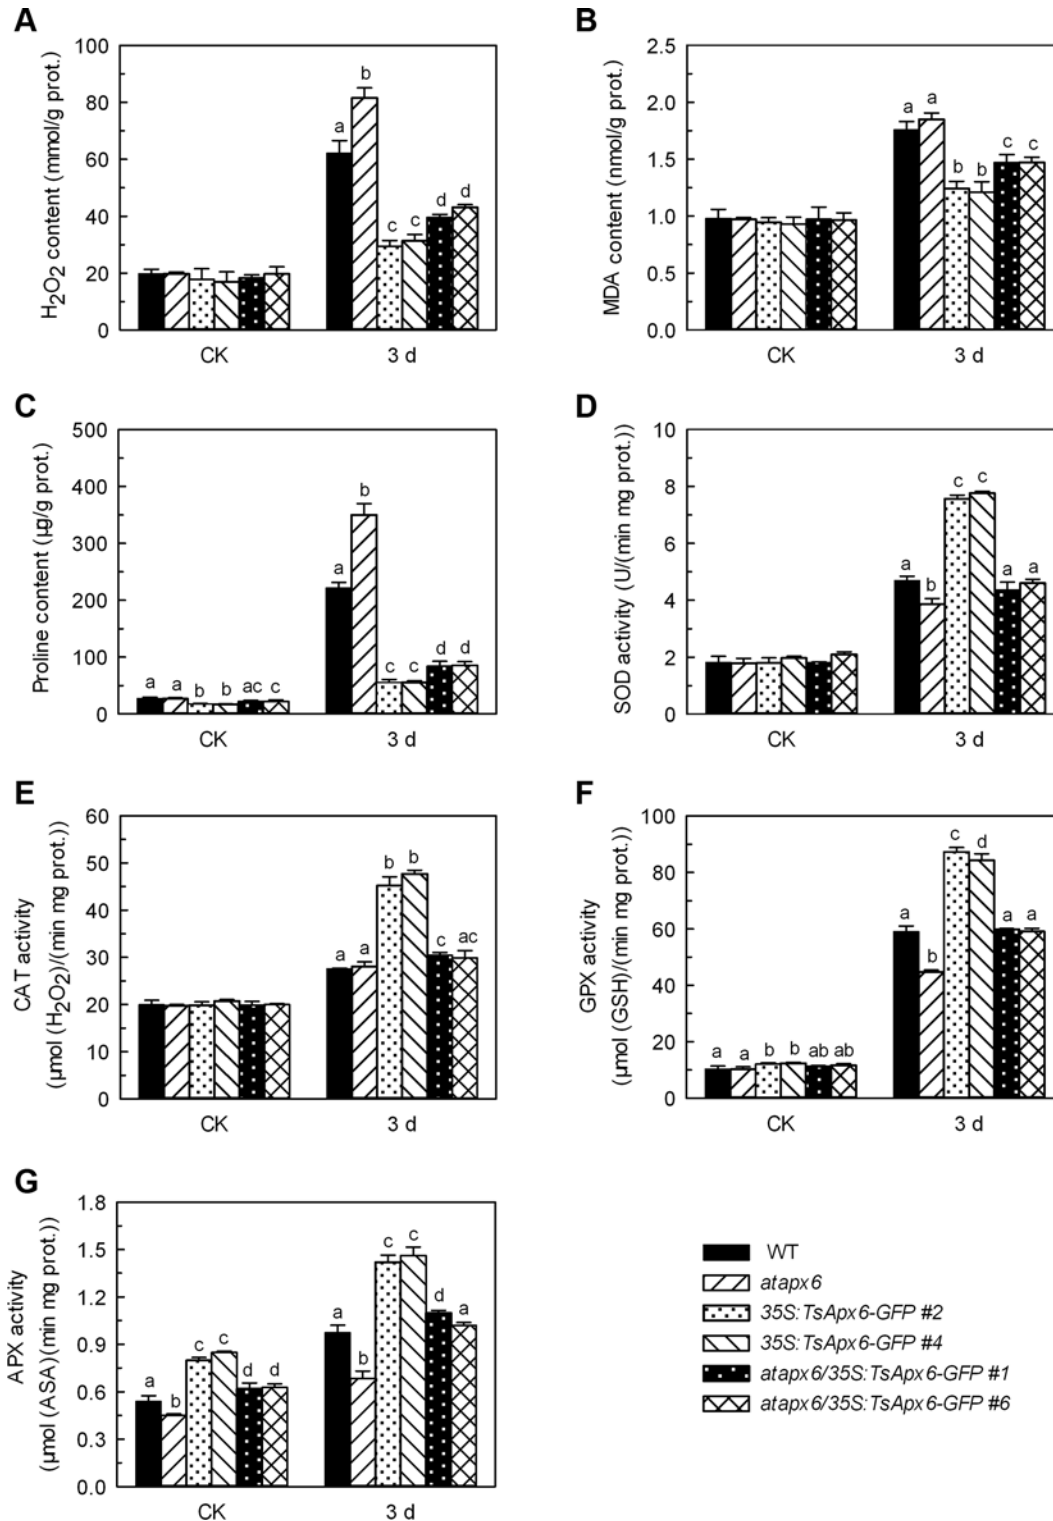 A
H2O2 content (mmol/g prot.)
100
80
60
40
20
0
a
b
c
c
d
d
CK
3 d
B
MDA content (nmol/g prot.)
2.5
2.0
1.5
1.0
0.5
0.0
a
a
b
b
c
c
CK
3 d
C
Proline content (µg/g prot.)
500
400
300
200
100
0
a
a
b
b
ac
c
a
b
c
c
d
d
CK
3 d
D
SOD activity (U/(min mg prot.))
10
8
6
4
2
0
a
b
c
c
a
a
CK
3 d
E
CAT activity
(µmol (H2O2)/(min mg prot.))
60
50
40
30
20
10
0
a
a
b
b
c
ac
CK
3 d
F
GPX activity
(µmol (GSH)/(min mg prot.))
100
80
60
40
20
0
a
a
b
b
ab
ab
a
b
c
d
a
a
CK
3 d
G
APX activity
(µmol (ASA)(min mg prot.))
1.8
1.5
1.2
0.9
0.6
0.3
0.0
a
b
c
c
d
d
a
b
c
c
d
a
CK
3 d
WT
atapx6
35S:TsApx6-GFP #2
35S:TsApx6-GFP #4
atapx6/35S:TsApx6-GFP #1
atapx6/35S:TsApx6-GFP #6